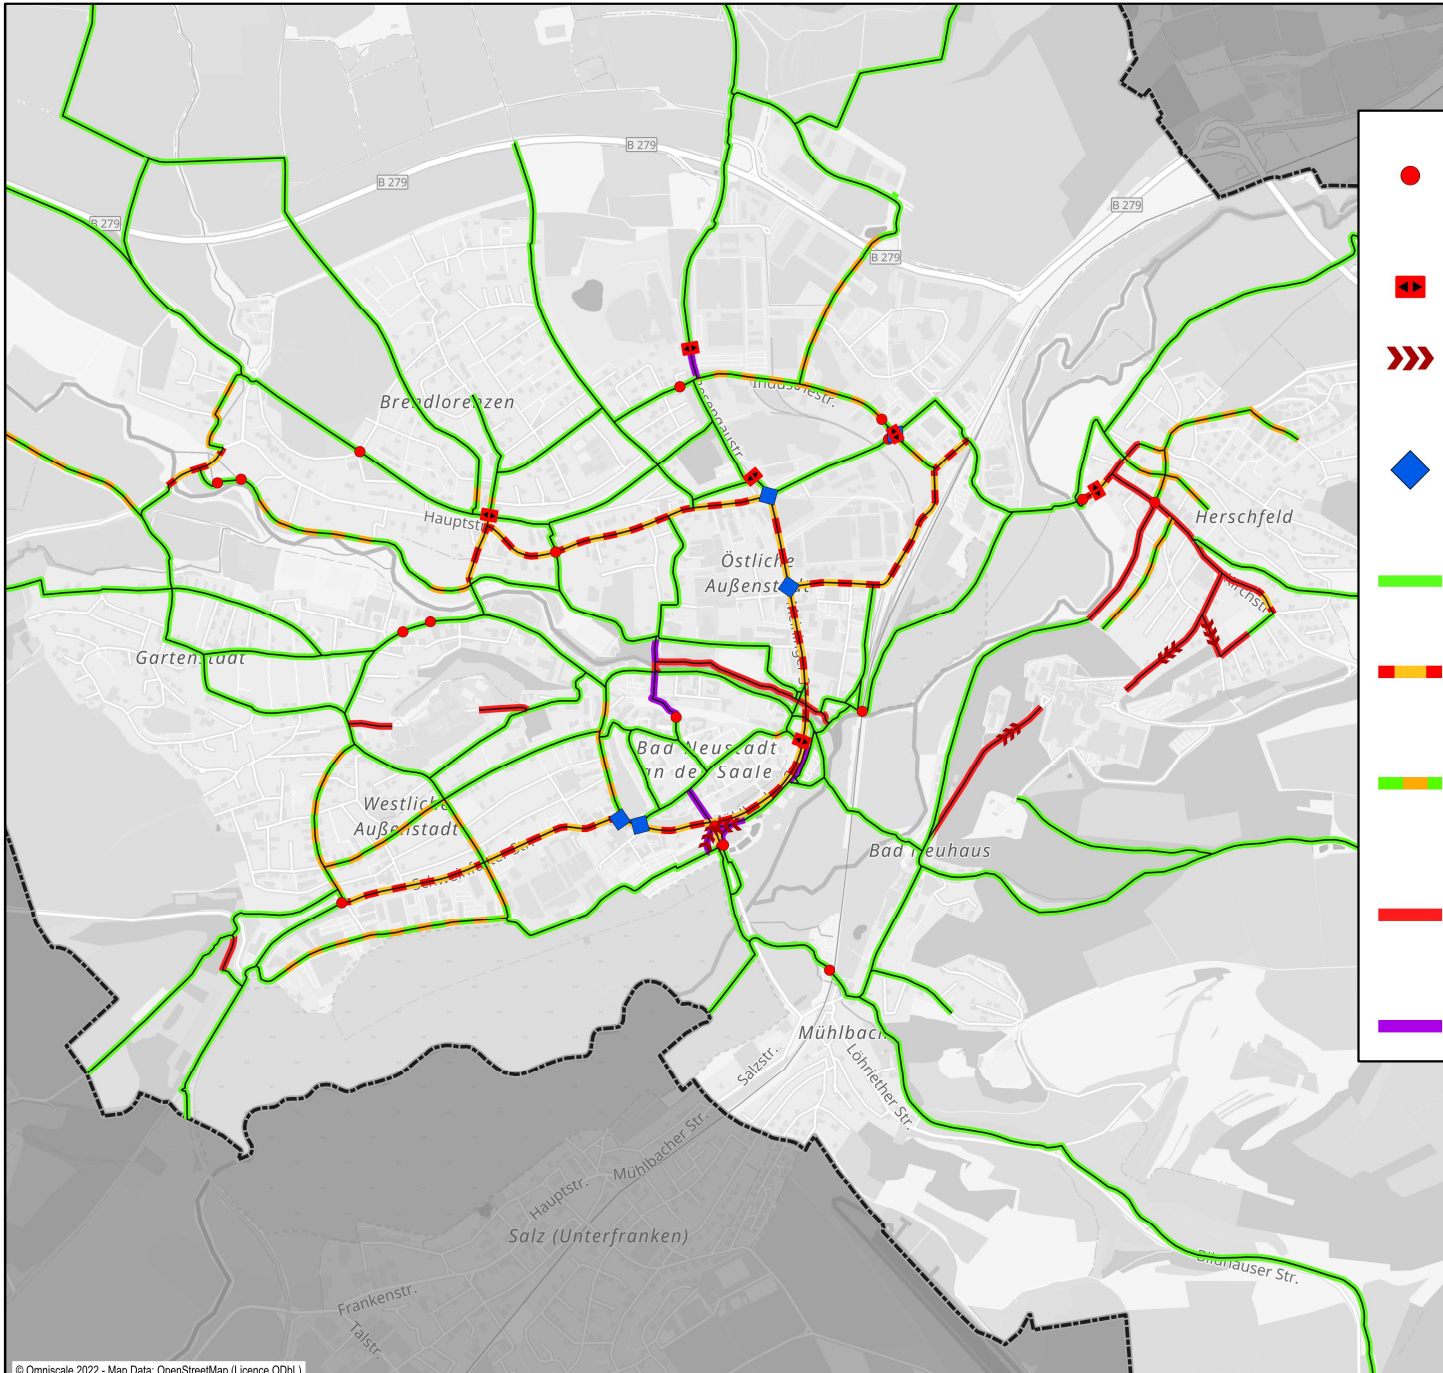 B 279
B 279
B 279
B 279
B 279
Brendlorenzen
Industriestr.
Hauptstr.
Herschfeld
Östliche
Außenstadt
Gartenstadt
Bad Neustadt
an der Saale
Westliche
Außenstadt
Bad Neuhaus
Mühlbach
Salzstr.
Löhriether Str.
Mühlbacher Str.
Hauptstr.
Salz (Unterfranken)
Frankenstr.
Talstr.
© Omniscale 2022 - Map Data: OpenStreetMap (Licence ODbL)